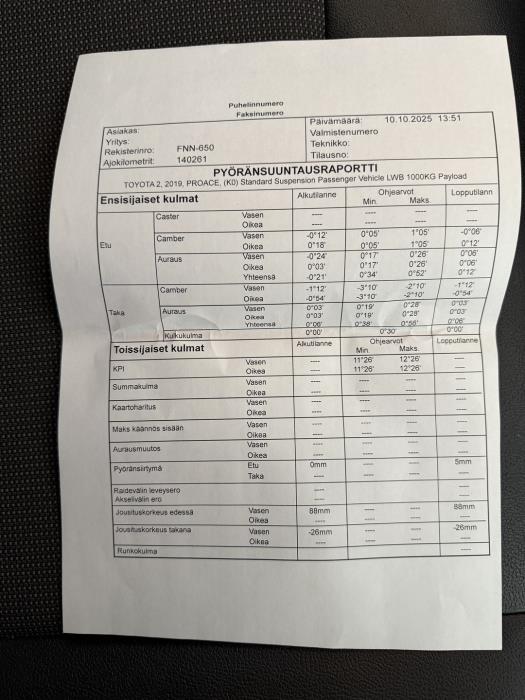 Puhelinnumero
Faksinumero
Asiakas:
Yritys:
Rekisterinro: FNN-650
Ajokilometrit: 140261
Päivämäärä: 10.10.2025 13:51
Valmistenumero
Teknikko:
Tilausno:
PYÖRÄNSUUNTAUSRAPORTTI
TOYOTA 2, 2019, PROACE, (K0) Standard Suspension Passenger Vehicle LWB 1000KG Payload
Ensisijaiset kulmat Alkutilanne Ohjearvot Lopputilann
Min. Maks.
Etu Caster Vasen ---- ---- ---- ----
Oikea ---- ---- ---- ----
Camber Vasen -0°12' 0°05' 1°05' -0°06'
Oikea 0°18' 0°05' 1°05' 0°12'
Auraus Vasen -0°24' 0°17' 0°26' 0°06'
Oikea 0°03' 0°17' 0°26' 0°06'
Yhteensä -0°21' 0°34' 0°52' 0°12'
Taka Camber Vasen -1°12' -3°10' -2°10' -1°12'
Oikea -0°54' -3°10' -2°10' -0°54'
Auraus Vasen 0°03' 0°19' 0°28' 0°03'
Oikea 0°03' 0°19' 0°28' 0°03'
Yhteensä 0°06' 0°38' 0°56' 0°06'
Kulkukulma 0°00' 0°30' 0°00'
Toissijaiset kulmat Alkutilanne Ohjearvot Lopputilanne
Min. Maks.
KPI Vasen ---- 11°26' 12°26' ----
Oikea ---- 11°26' 12°26' ----
Summakulma Vasen ---- ---- ---- ----
Oikea ---- ---- ---- ----
Kaartoharitus Vasen ---- ---- ---- ----
Oikea ---- ---- ---- ----
Maks käännös sisään Vasen ---- ---- ---- ----
Oikea ---- ---- ---- ----
Aurausmuutos Vasen ---- ---- ---- ----
Oikea ---- ---- ---- ----
Pyöränsiirtymä Etu 0mm ---- ---- 5mm
Taka ---- ---- ---- ----
Raidevälin leveysero ---- ----
Akselivälin ero ---- ----
Joustuskorkeus edessä Vasen 88mm ---- ---- 88mm
Oikea ---- ---- ---- ----
Joustuskorkeus takana Vasen -26mm ---- ---- -26mm
Oikea ---- ---- ---- ----
Runkokulma ---- ----